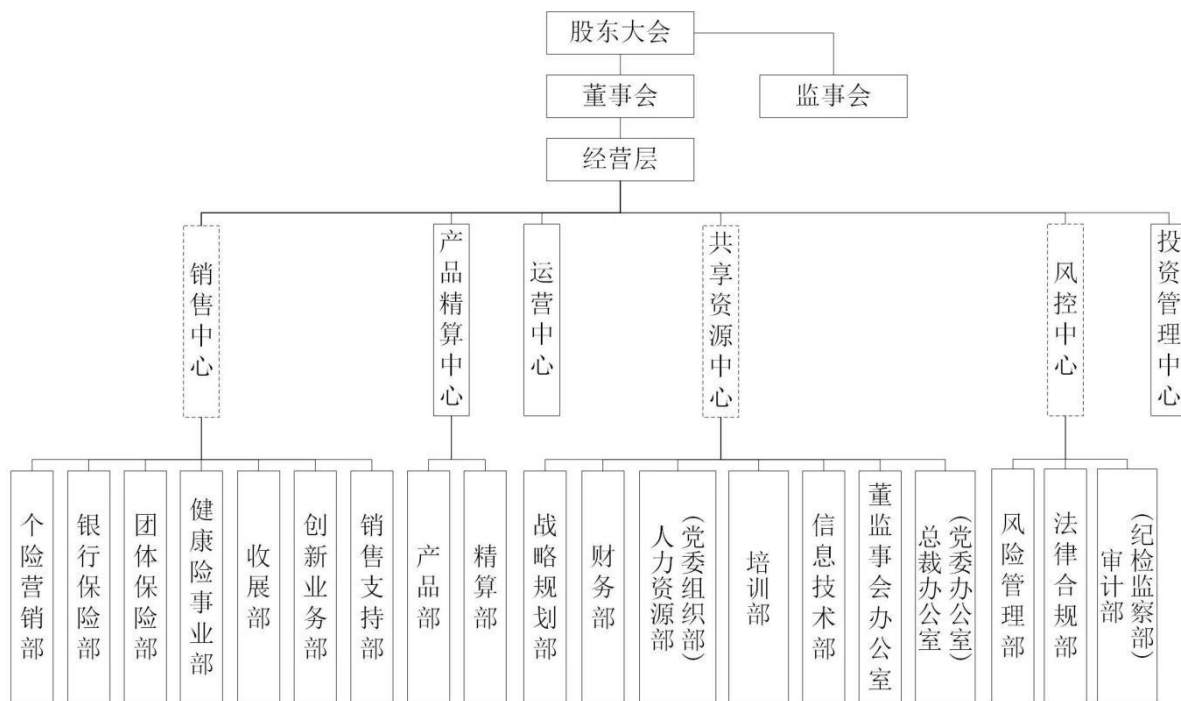 股东大会
董事会
监事会
经营层
销售中心
产品精算中心
运营中心
共享资源中心
风控中心
投资管理中心
个险营销部
银行保险部
团体保险部
健康险事业部
收展部
创新业务部
销售支持部
产品部
精算部
战略规划部
财务部
人力资源部
(党委组织部)
培训部
信息技术部
董监事会办公室
总裁办公室
(党委办公室)
风险管理部
法律合规部
审计部
(纪检监察部)